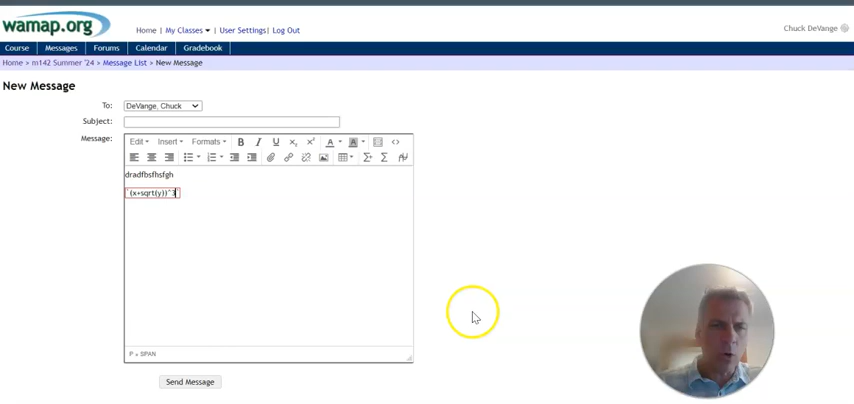 wamap.org
Home | My Classes | User Settings | Log Out
Chuck DeVange
Course Messages Forums Calendar Gradebook
Home > m142 Summer '24 > Message List > New Message
New Message
To: DeVange, Chuck
Subject:
Message:
Edit Insert Formats B I U x₂ x² A A <>
dradfbsfhsfgh
`(x+sqrt(y))^3`
P » SPAN
Send Message